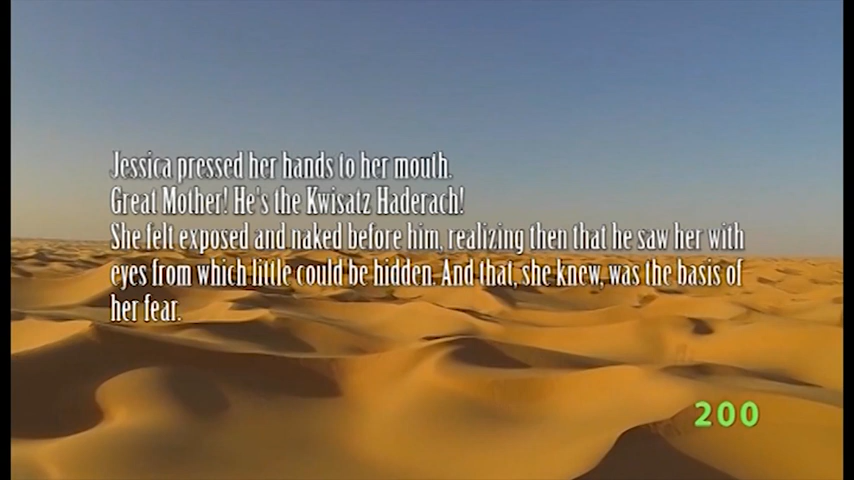 Jessica pressed her hands to her mouth.
Great Mother! He's the Kwisatz Haderach!
She felt exposed and naked before him, realizing then that he saw her with
eyes from which little could be hidden. And that, she knew, was the basis of
her fear.
200